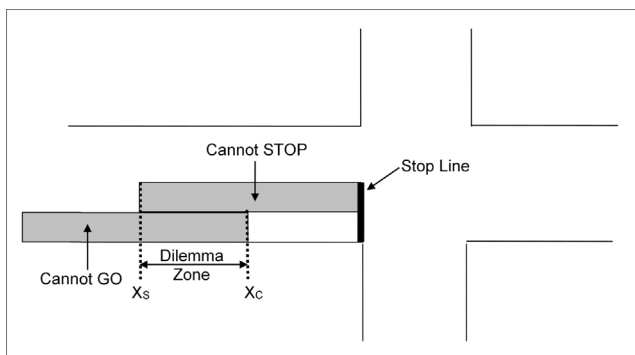 Cannot STOP
Stop Line
Dilemma
Zone
Cannot GO
Xs
Xc